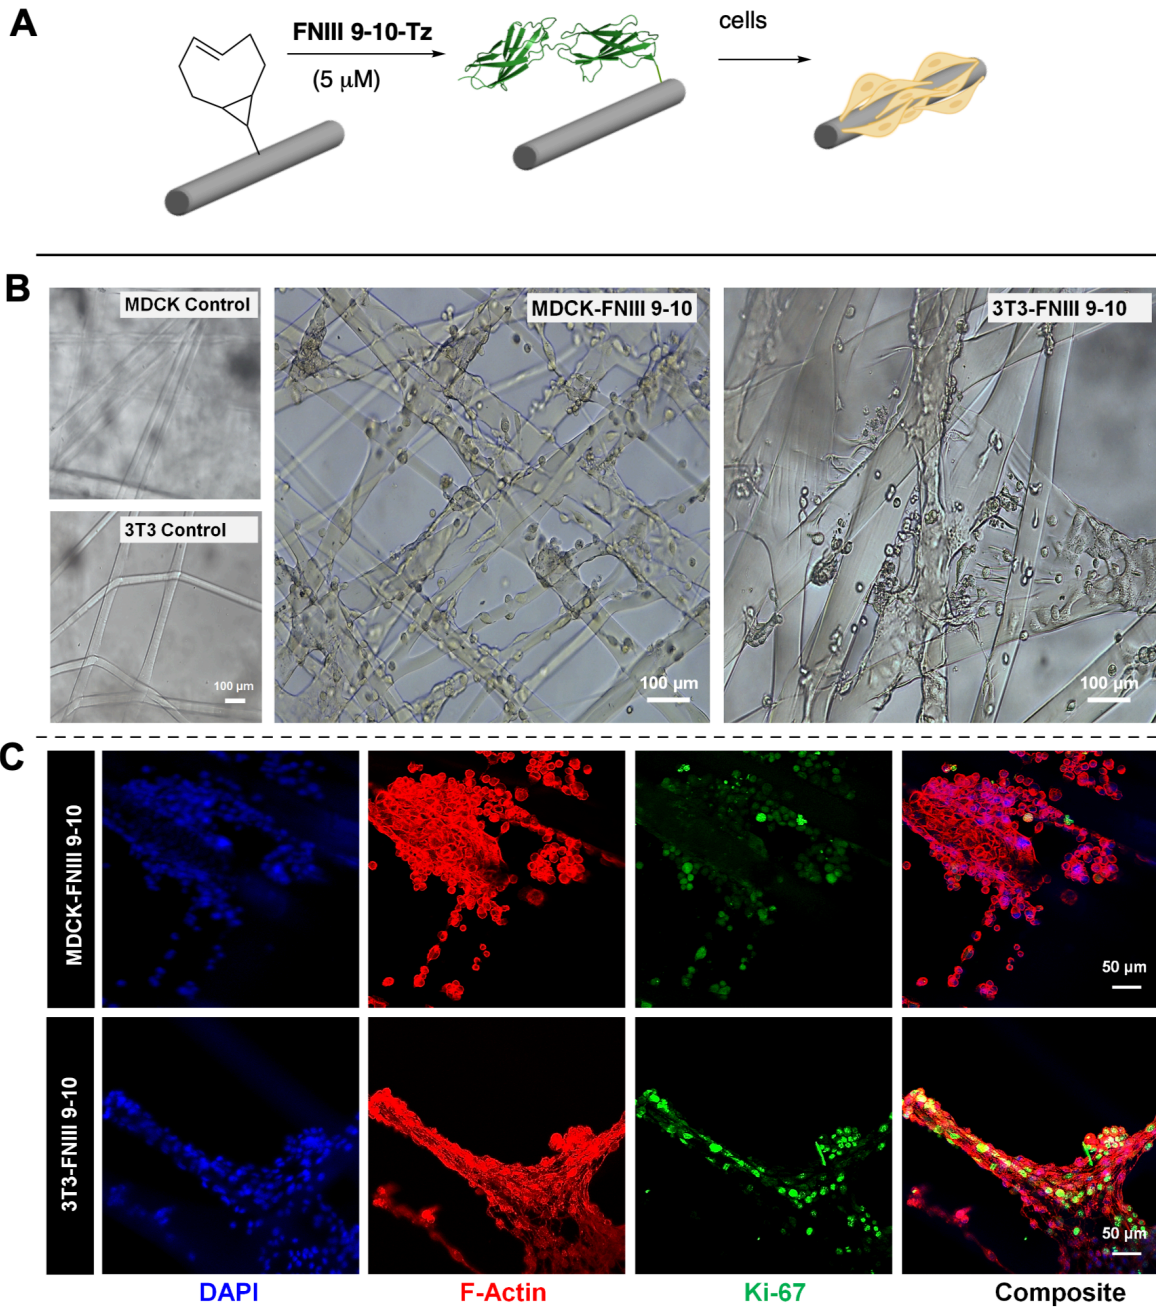 A
FNIII 9-10-Tz
(5 μM)
cells
B
MDCK Control
3T3 Control
100 μm
MDCK-FNIII 9-10
100 μm
3T3-FNIII 9-10
100 μm
C
MDCK-FNIII 9-10
50 μm
3T3-FNIII 9-10
50 μm
DAPI
F-Actin
Ki-67
Composite